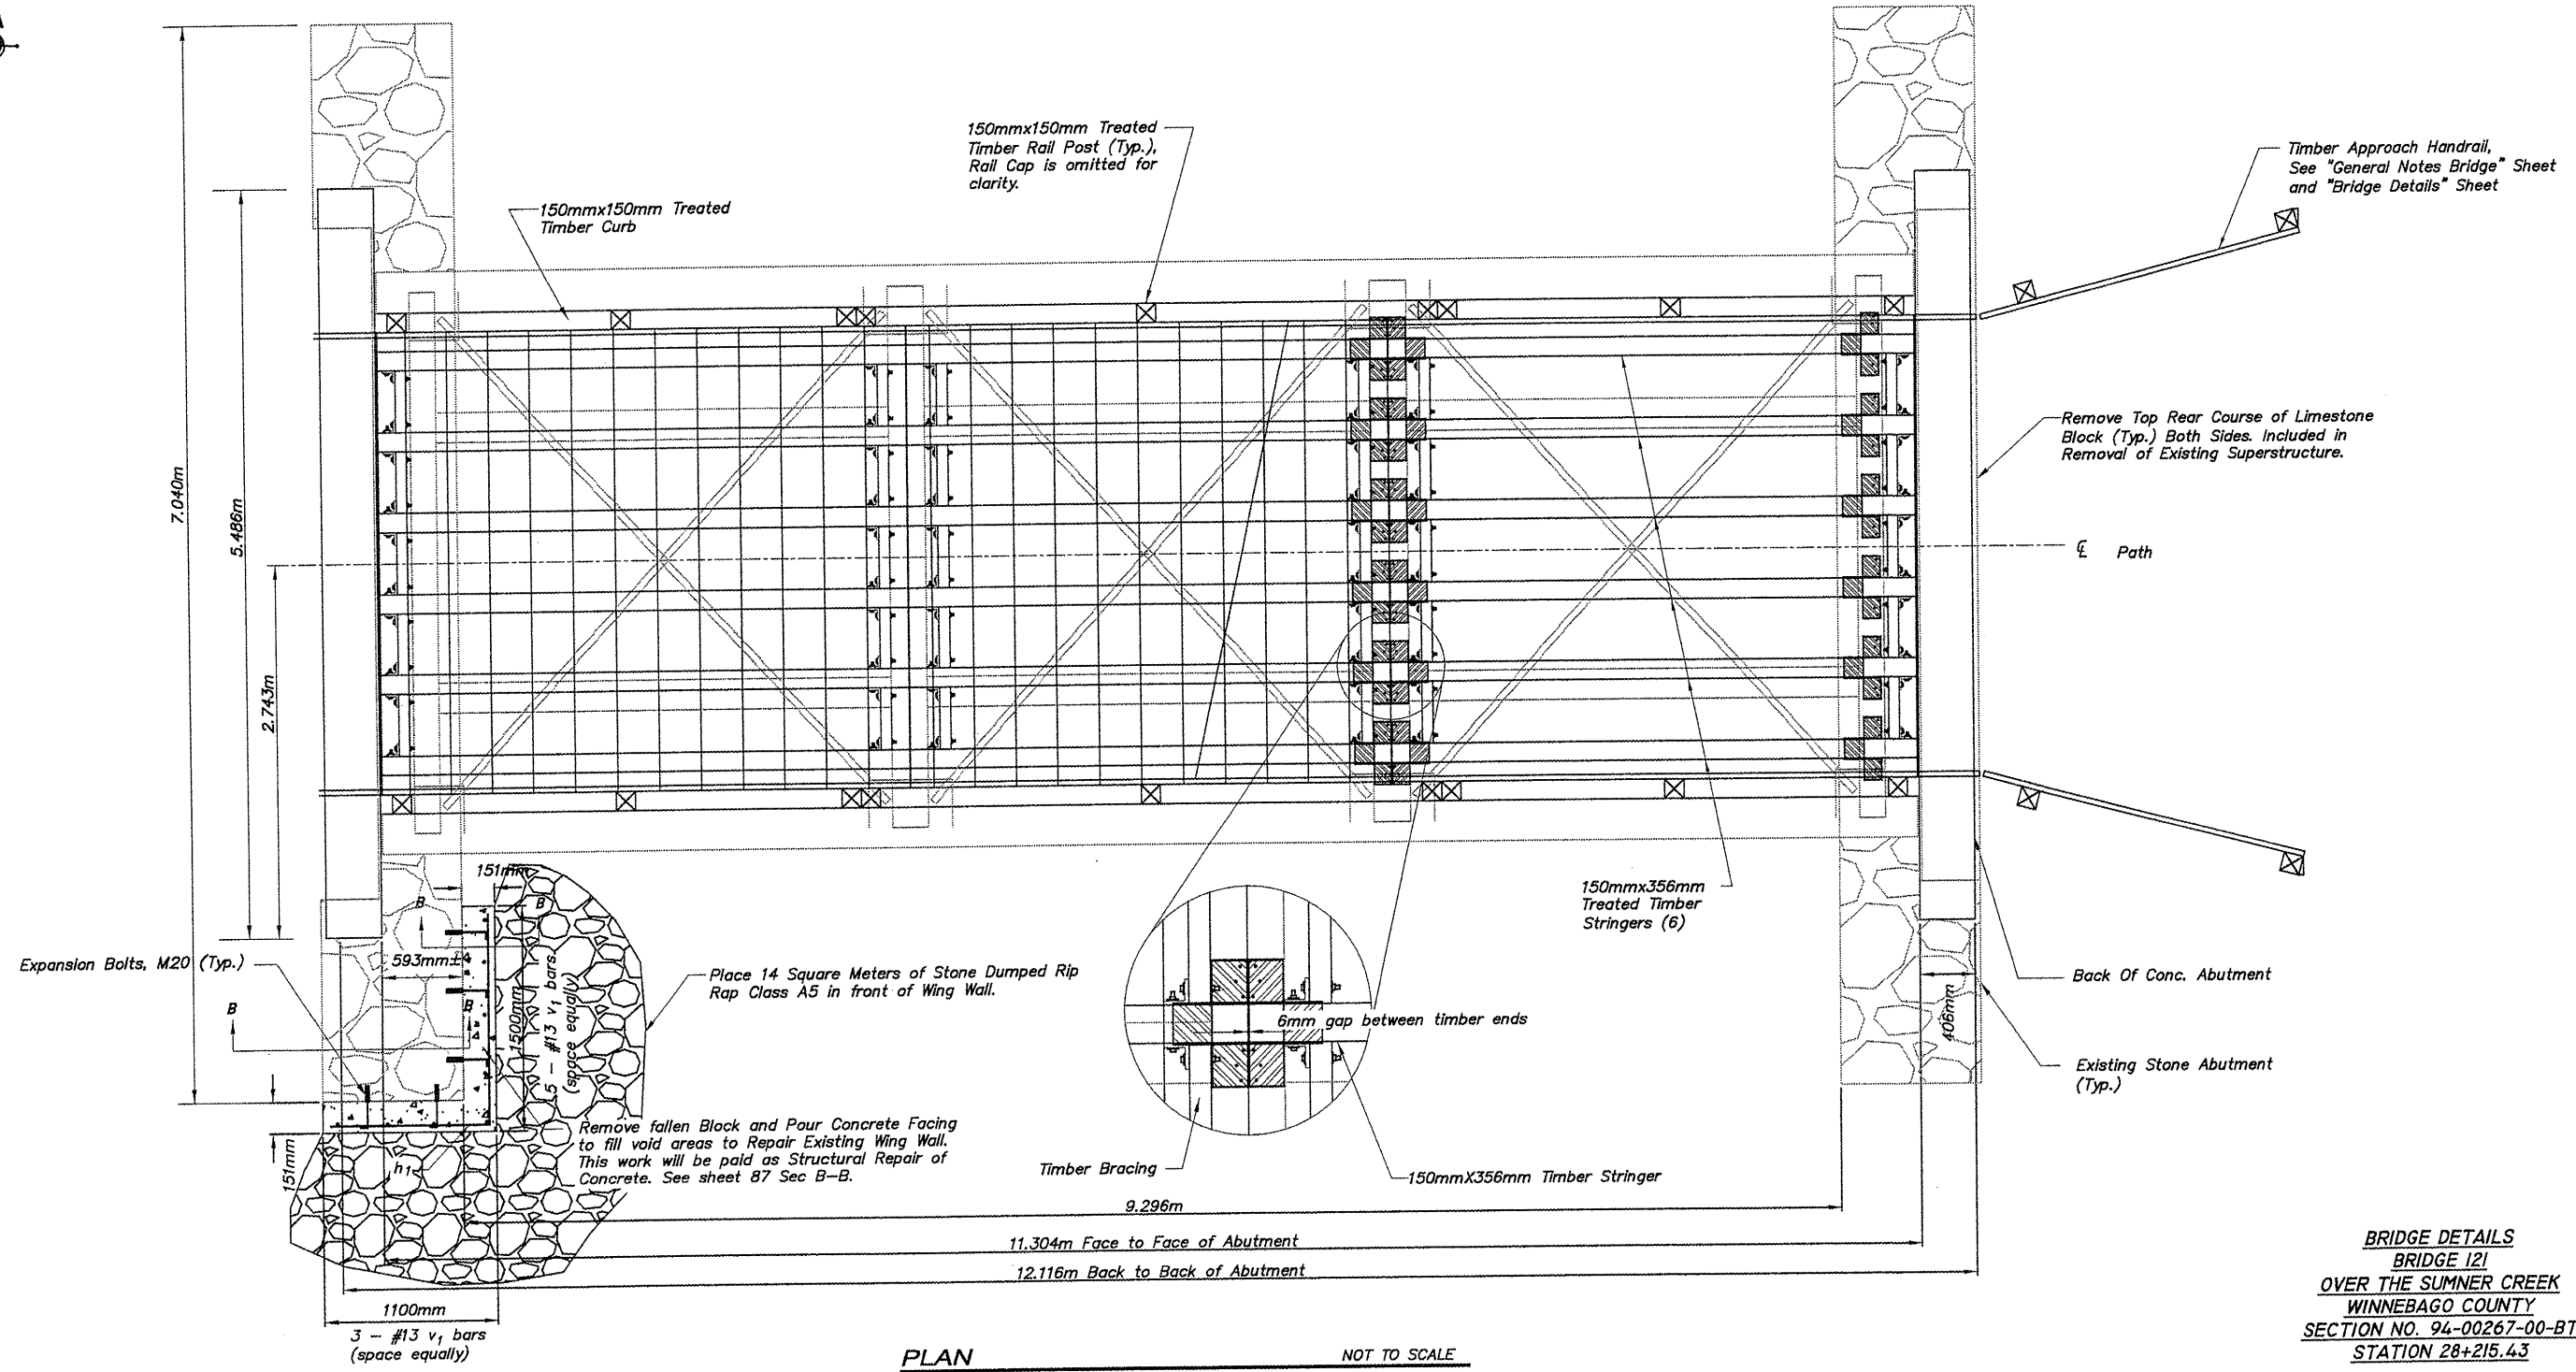 150mmx150mm Treated
Timber Rail Post (Typ.),
Rail Cap is omitted for
clarity.
150mmx150mm Treated
Timber Curb
Timber Approach Handrail,
See "General Notes Bridge" Sheet
and "Bridge Details" Sheet
Remove Top Rear Course of Limestone
Block (Typ.) Both Sides. Included in
Removal of Existing Superstructure.
7.040m
5.486m
2.743m
℄ Path
150mmx356mm
Treated Timber
Stringers (6)
151mm
B
B
Expansion Bolts, M20 (Typ.)
593mm±
Place 14 Square Meters of Stone Dumped Rip
Rap Class A5 in front of Wing Wall.
B
B
1500mm
5 - #13 v1 bars
(space equally)
6mm gap between timber ends
Back Of Conc. Abutment
406mm
Existing Stone Abutment
(Typ.)
Remove fallen Block and Pour Concrete Facing
to fill void areas to Repair Existing Wing Wall.
This work will be paid as Structural Repair of
Concrete. See sheet 87 Sec B-B.
151mm
h1
Timber Bracing
150mmX356mm Timber Stringer
9.296m
11.304m Face to Face of Abutment
12.116m Back to Back of Abutment
1100mm
3 - #13 v1 bars
(space equally)
PLAN
NOT TO SCALE
BRIDGE DETAILS
BRIDGE 121
OVER THE SUMNER CREEK
WINNEBAGO COUNTY
SECTION NO. 94-00267-00-BT
STATION 28+215.43